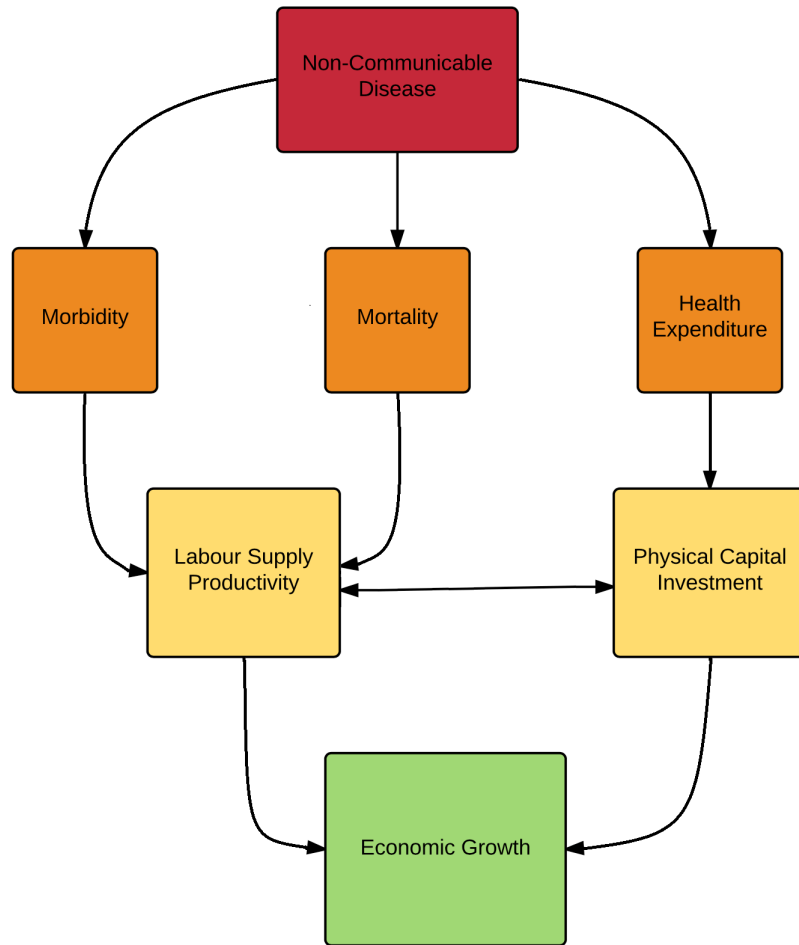 Non-Communicable
Disease
Morbidity
Mortality
Health
Expenditure
Labour Supply
Productivity
Physical Capital
Investment
Economic Growth